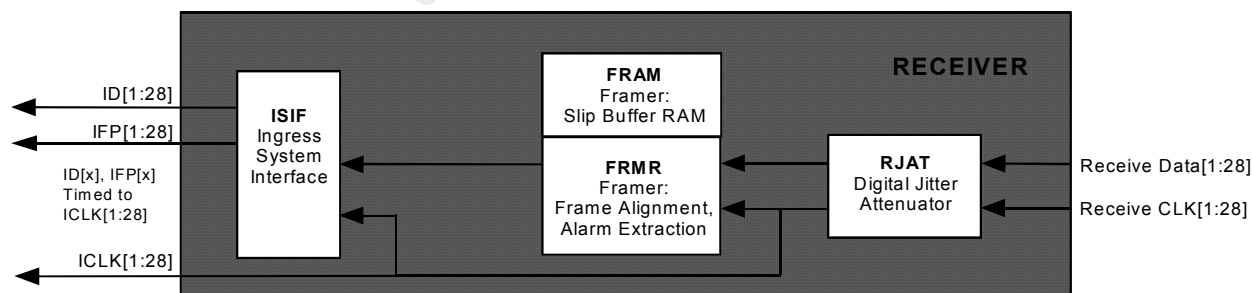 RECEIVER
ID[1:28]
IFP[1:28]
ID[x], IFP[x]
Timed to
ICLK[1:28]
ICLK[1:28]
ISIF
Ingress
System
Interface
FRAM
Framer:
Slip Buffer RAM
FRMR
Framer:
Frame Alignment,
Alarm Extraction
RJAT
Digital Jitter
Attenuator
Receive Data[1:28]
Receive CLK[1:28]